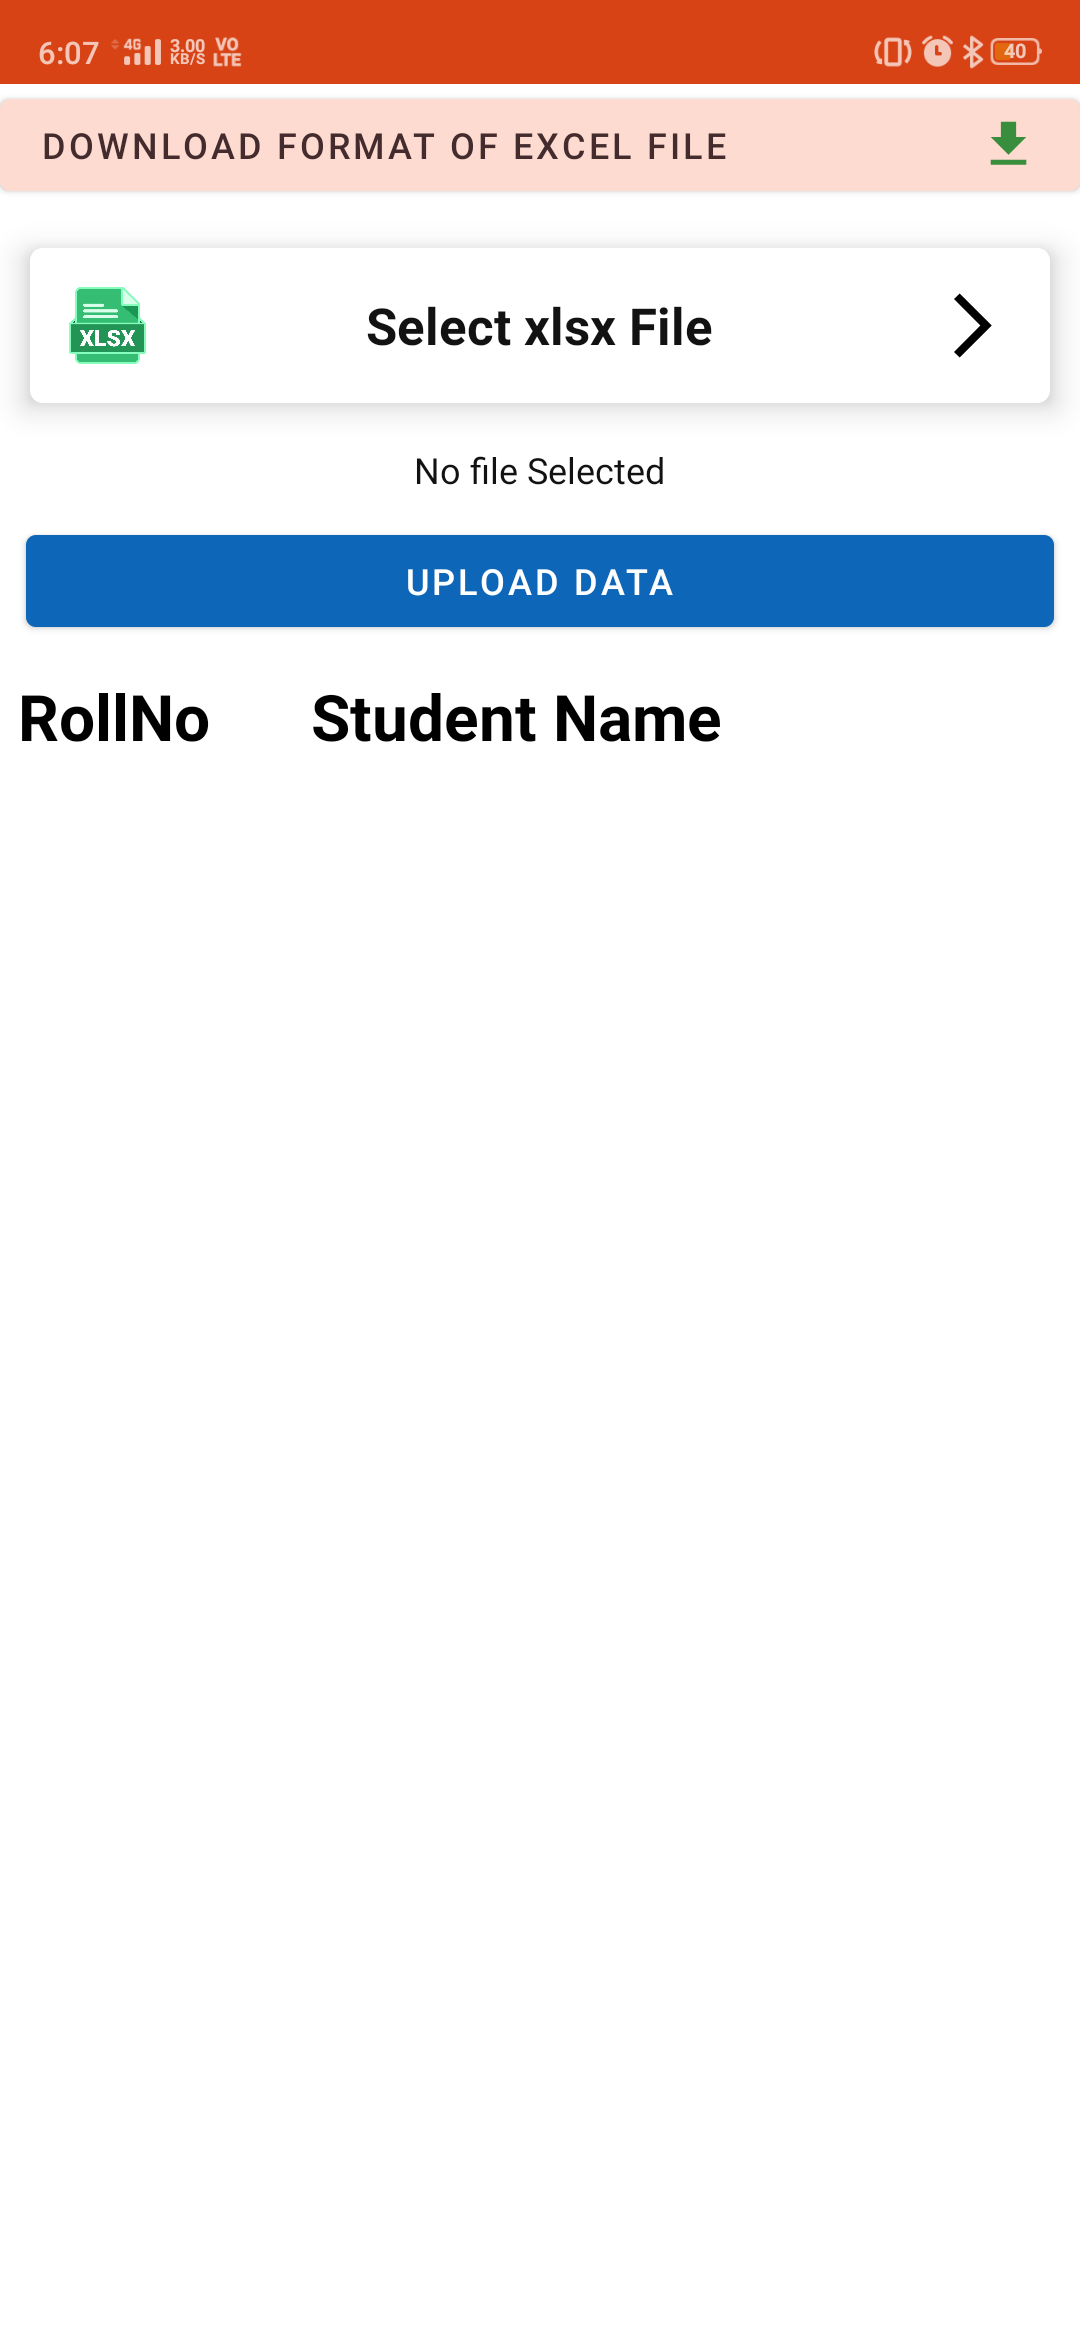 6:07 4G 3.00 KB/S VO LTE 40
DOWNLOAD FORMAT OF EXCEL FILE
XLSX Select xlsx File
No file Selected
UPLOAD DATA
RollNo Student Name